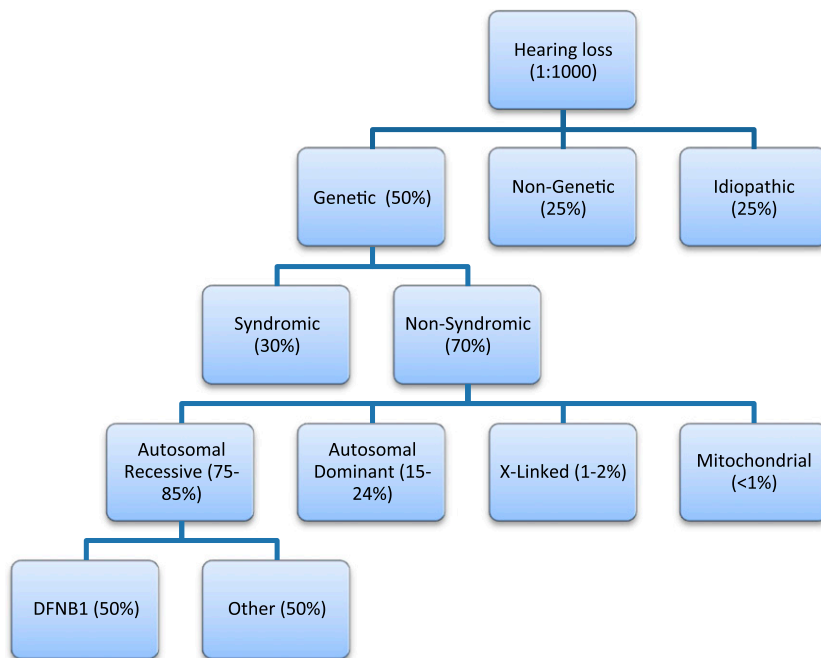 Hearing loss
(1:1000)
Genetic (50%)
Non-Genetic
(25%)
Idiopathic
(25%)
Syndromic
(30%)
Non-Syndromic
(70%)
Autosomal
Recessive (75-
85%)
Autosomal
Dominant (15-
24%)
X-Linked (1-2%)
Mitochondrial
(<1%)
DFNB1 (50%)
Other (50%)